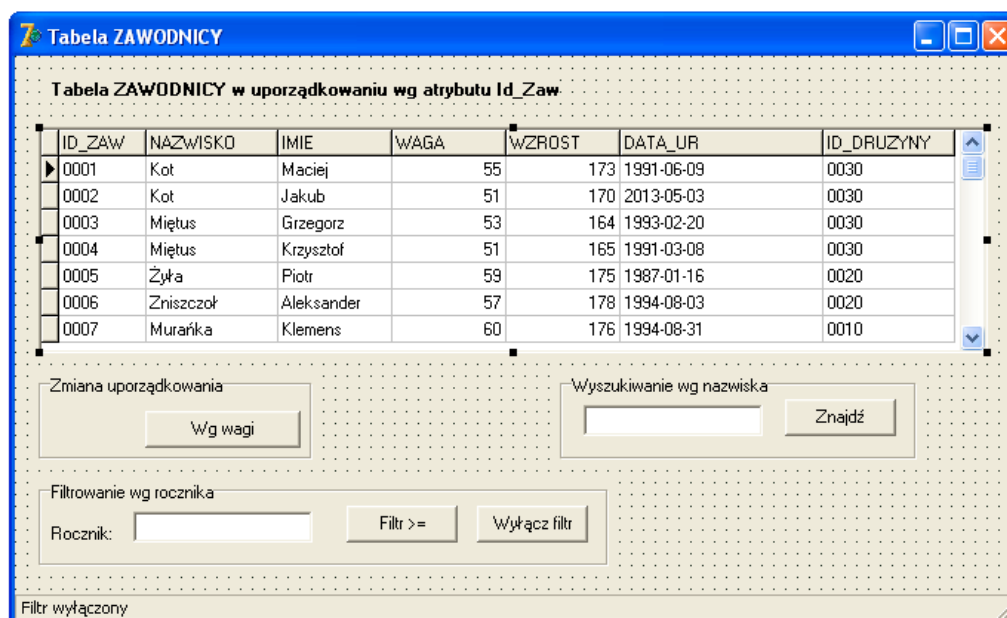 Tabela ZAWODNICY
Tabela ZAWODNICY w uporządkowaniu wg atrybutu Id_Zaw
ID_ZAW NAZWISKO IMIE WAGA WZROST DATA_UR ID_DRUZYNY
0001 Kot Maciej 55 173 1991-06-09 0030
0002 Kot Jakub 51 170 2013-05-03 0030
0003 Miętus Grzegorz 53 164 1993-02-20 0030
0004 Miętus Krzysztof 51 165 1991-03-08 0030
0005 Żyła Piotr 59 175 1987-01-16 0020
0006 Zniszczoł Aleksander 57 178 1994-08-03 0020
0007 Murańka Klemens 60 176 1994-08-31 0010
Zmiana uporządkowania
Wg wagi
Wyszukiwanie wg nazwiska
Znajdź
Filtrowanie wg rocznika
Rocznik:
Filtr >=
Wyłącz filtr
Filtr wyłączony